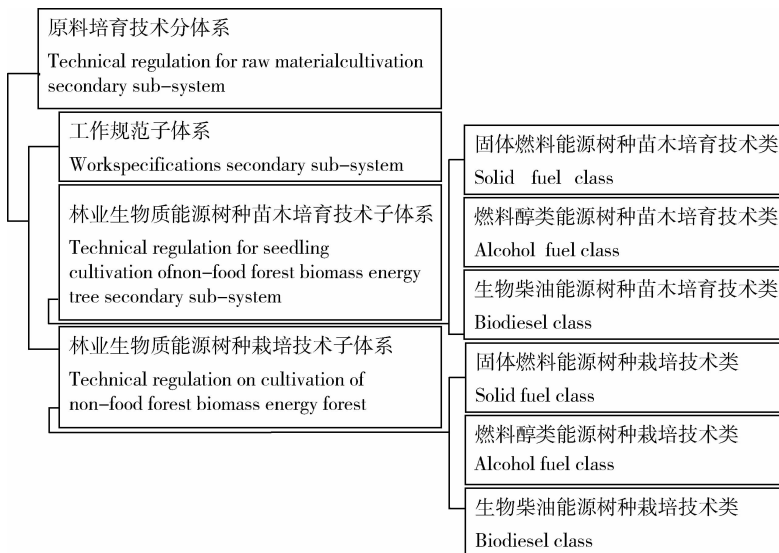 原料培育技术分体系
Technical regulation for raw materialcultivation
secondary sub-system
工作规范子体系
Workspecifications secondary sub-system
林业生物质能源树种苗木培育技术子体系
Technical regulation for seedling
cultivation ofnon-food forest biomass energy
tree secondary sub-system
林业生物质能源树种栽培技术子体系
Technical regulation on cultivation of
non-food forest biomass energy forest
固体燃料能源树种苗木培育技术类
Solid fuel class
燃料醇类能源树种苗木培育技术类
Alcohol fuel class
生物柴油能源树种苗木培育技术类
Biodiesel class
固体燃料能源树种栽培技术类
Solid fuel class
燃料醇类能源树种栽培技术类
Alcohol fuel class
生物柴油能源树种栽培技术类
Biodiesel class